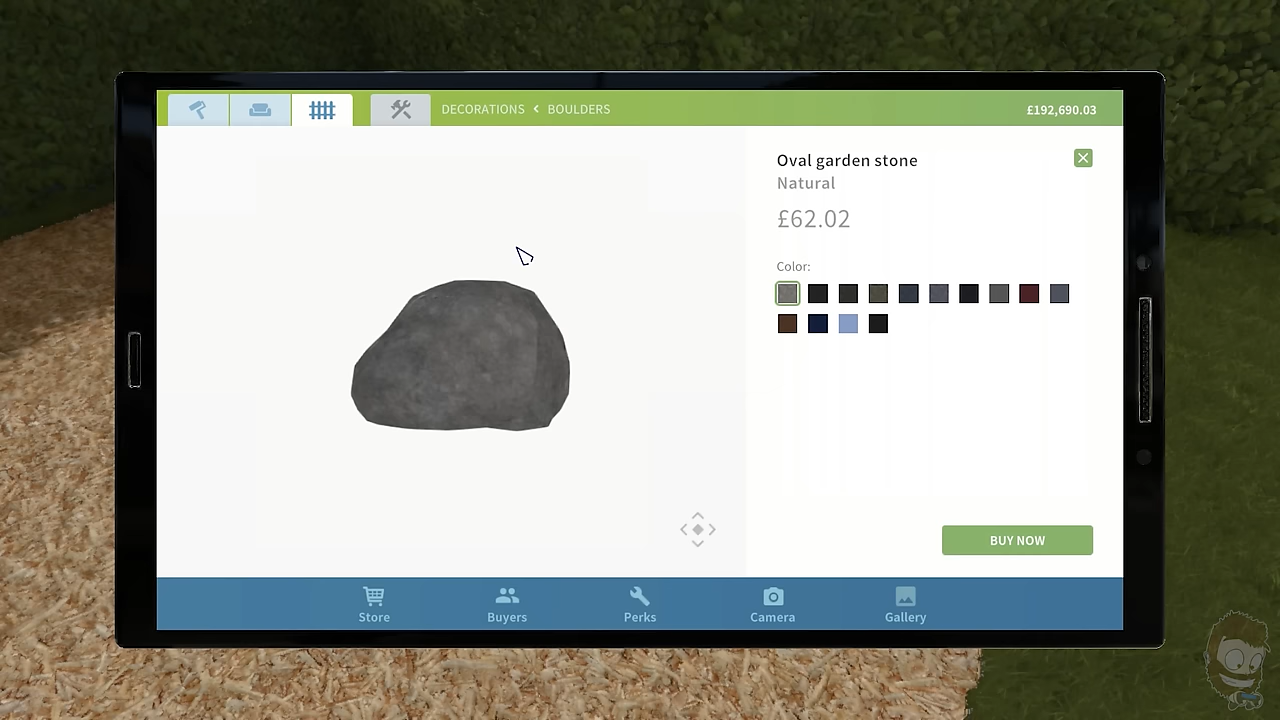 DECORATIONS < BOULDERS
£192,690.03
Oval garden stone
Natural
£62.02
Color:
BUY NOW
Store
Buyers
Perks
Camera
Gallery